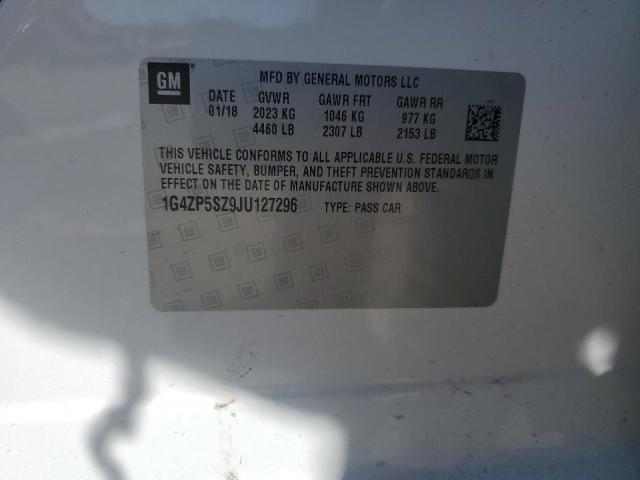 GM
MFD BY GENERAL MOTORS LLC
DATE GVWR GAWR FRT GAWR RR
01/18 2023 KG 1046 KG 977 KG
4460 LB 2307 LB 2153 LB
THIS VEHICLE CONFORMS TO ALL APPLICABLE U.S. FEDERAL MOTOR
VEHICLE SAFETY, BUMPER, AND THEFT PREVENTION STANDARDS IN
EFFECT ON THE DATE OF MANUFACTURE SHOWN ABOVE.
1G4ZP5SZ9JU127296 TYPE: PASS CAR